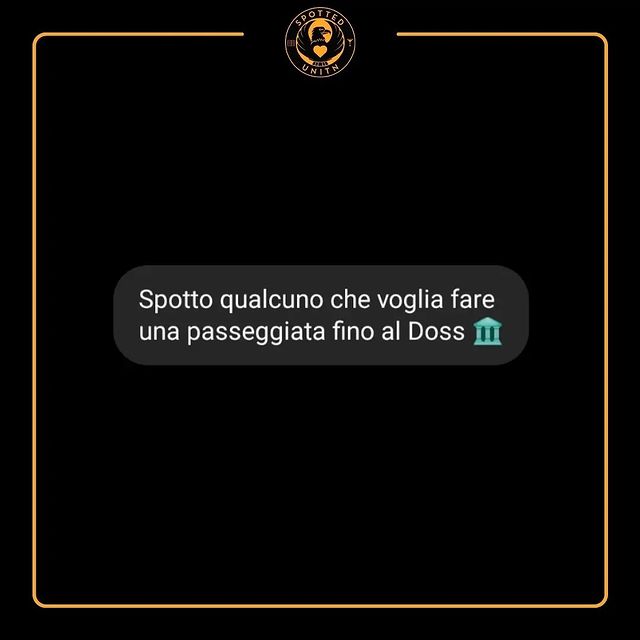 SPOTTED
UNITN
Spotto qualcuno che voglia fare
una passeggiata fino al Doss 🏛️